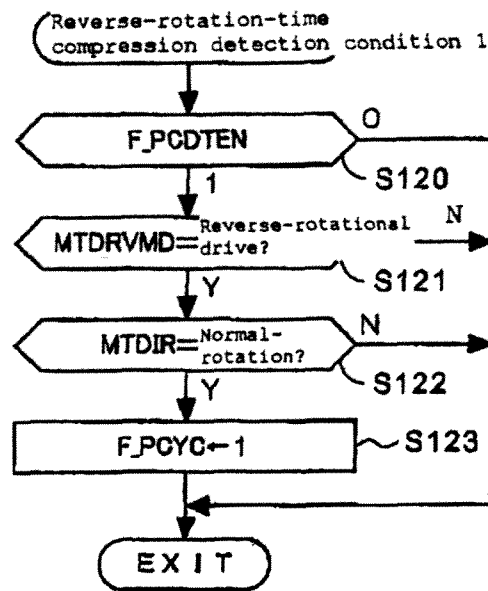 Reverse-rotation-time
compression detection condition 1
F_PCDTEN
0
S120
1
MTDRVMD=Reverse-rotational
drive?
N
S121
Y
MTDIR=Normal-
rotation?
N
S122
Y
F_PCYC←1
S123
EXIT